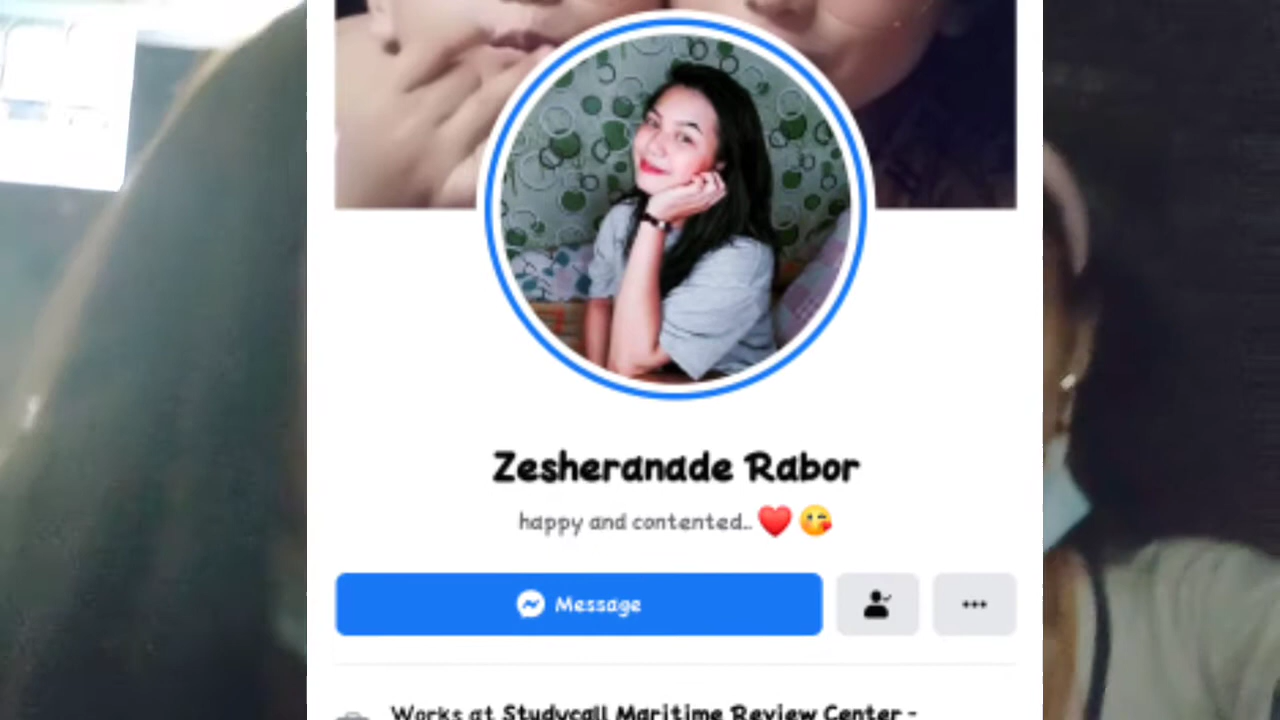 Zesheranade Rabor
happy and contented.. ❤️ 😘
Message
Works at Studycall Maritime Review Center -